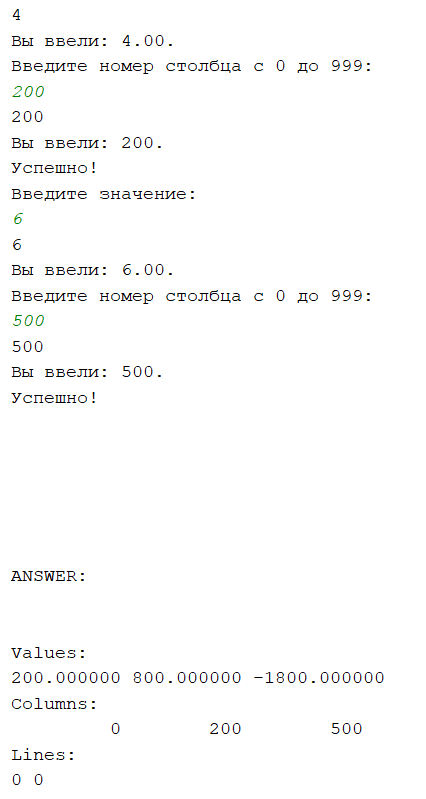 4
Вы ввели: 4.00.
Введите номер столбца с 0 до 999:
200
200
Вы ввели: 200.
Успешно!
Введите значение:
6
6
Вы ввели: 6.00.
Введите номер столбца с 0 до 999:
500
500
Вы ввели: 500.
Успешно!
ANSWER:
Values:
200.000000 800.000000 -1800.000000
Columns:
0 200 500
Lines:
0 0